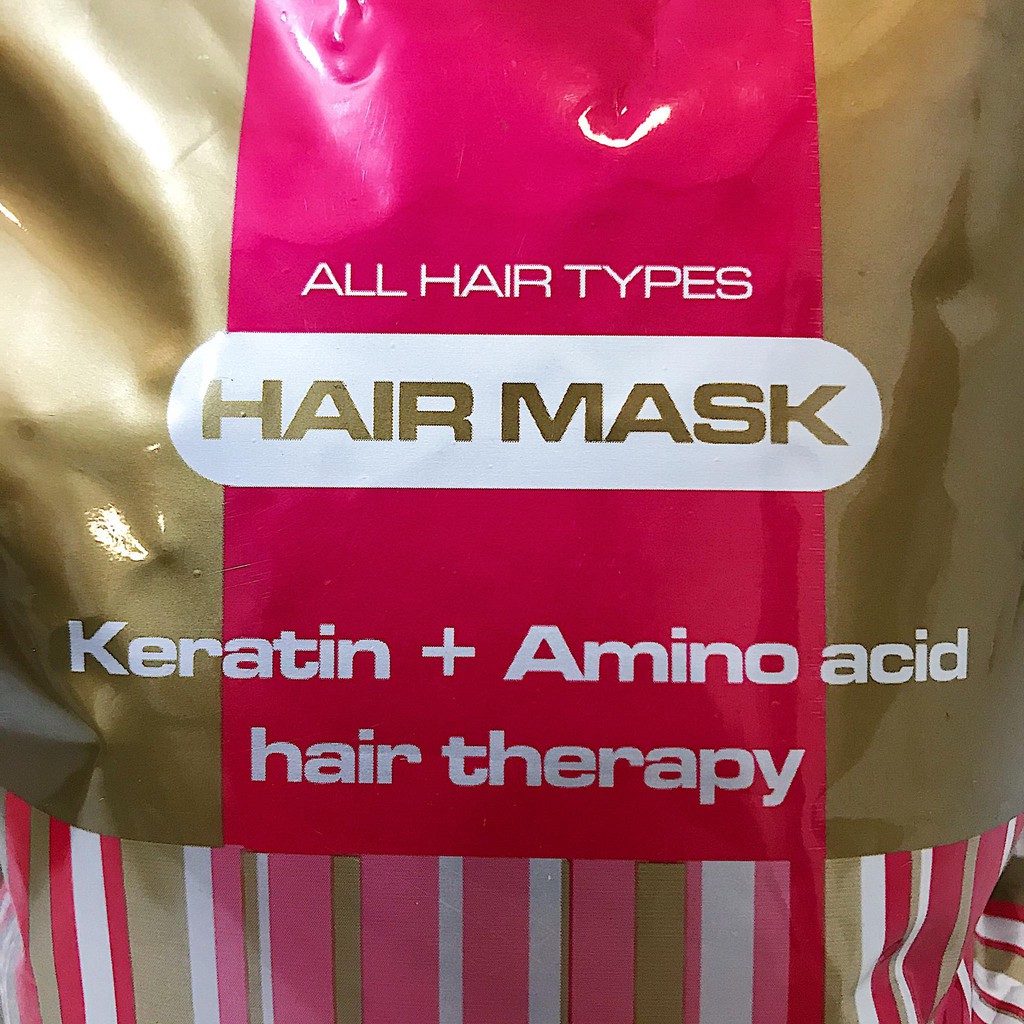 ALL HAIR TYPES
HAIR MASK
Keratin + Amino acid
hair therapy